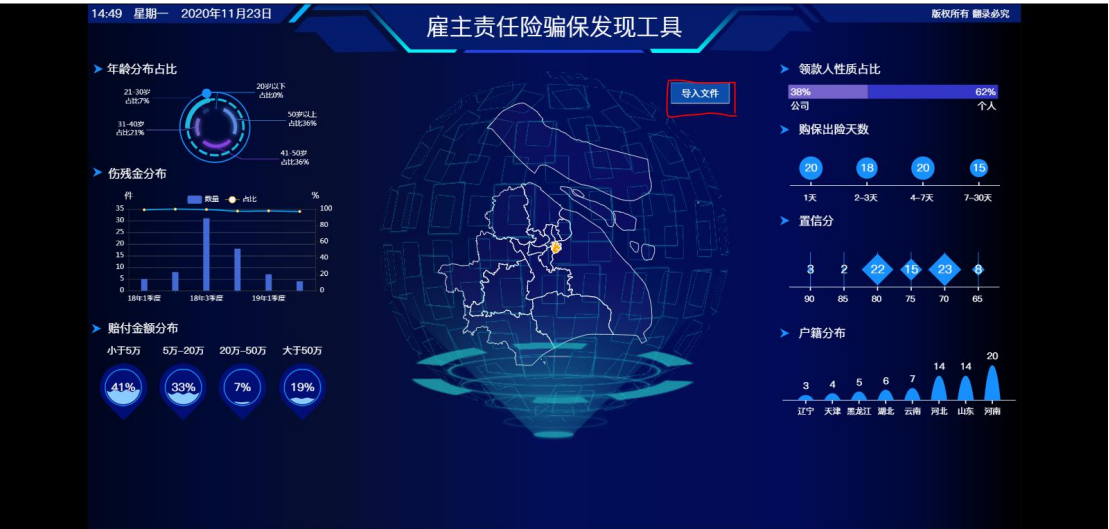 14:49 星期一 2020年11月23日
雇主责任险骗保发现工具
版权所有 翻录必究
年龄分布占比
21-30岁
占比7%
20岁以下
占比0%
31-40岁
占比21%
50岁以上
占比36%
41-50岁
占比36%
伤残金分布
件
数量
占比
%
35
30
25
20
15
10
5
0
100
80
60
40
20
0
18年1季度
18年3季度
19年1季度
赔付金额分布
小于5万 5万-20万 20万-50万 大于50万
41% 33% 7% 19%
导入文件
领款人性质占比
38% 62%
公司 个人
购保出险天数
20 18 20 15
1天 2-3天 4-7天 7-30天
置信分
3 2 22 15 23 8
90 85 80 75 70 65
户籍分布
3 4 5 6 7 14 14 20
辽宁 天津 黑龙江 湖北 云南 河北 山东 河南